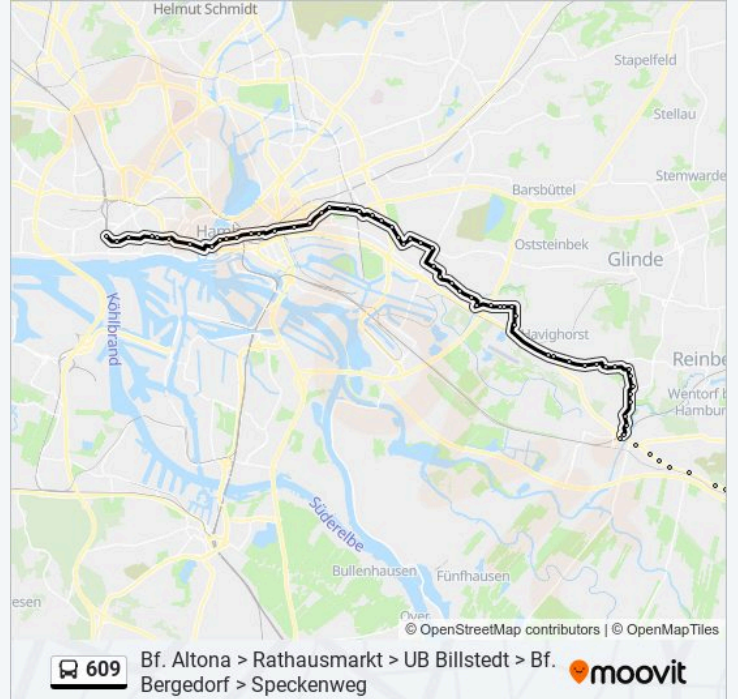 Helmut Schmidt
Stapelfeld
Stellau
Stemwarde
Barsbüttel
Hamb
Oststeinbek
Glinde
Köhlbrand
Havighorst
Reinbe
Wentorf b
Hambur
Süderelbe
Bullenhausen
Fünfhausen
esen
Over
© OpenStreetMap contributors | © OpenMapTiles
609
Bf. Altona > Rathausmarkt > UB Billstedt > Bf.
Bergedorf > Speckenweg
moovit